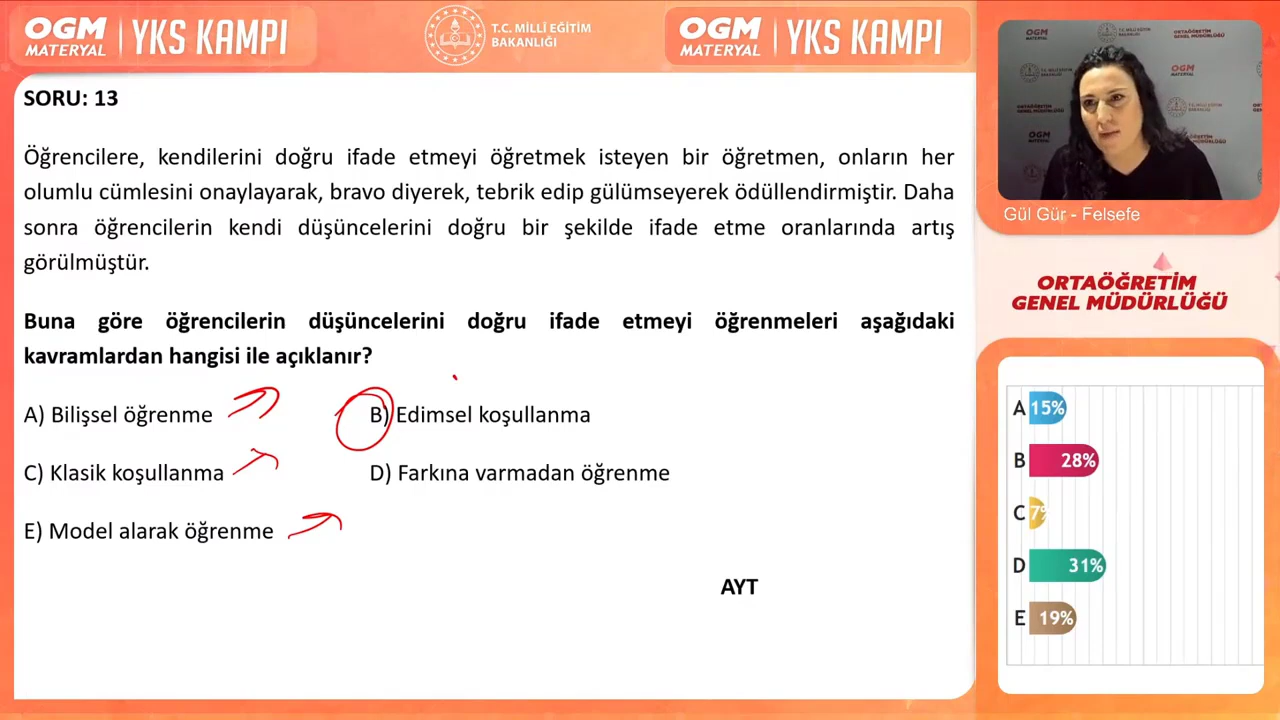 OGM MATERYAL YKS KAMPI
T.C. MİLLÎ EĞİTİM BAKANLIĞI
OGM MATERYAL YKS KAMPI
SORU: 13
Öğrencilere, kendilerini doğru ifade etmeyi öğretmek isteyen bir öğretmen, onların her
olumlu cümlesini onaylayarak, bravo diyerek, tebrik edip gülümseyerek ödüllendirmiştir. Daha
sonra öğrencilerin kendi düşüncelerini doğru bir şekilde ifade etme oranlarında artış
görülmüştür.
Buna göre öğrencilerin düşüncelerini doğru ifade etmeyi öğrenmeleri aşağıdaki
kavramlardan hangisi ile açıklanır?
A) Bilişsel öğrenme
B) Edimsel koşullanma
C) Klasik koşullanma
D) Farkına varmadan öğrenme
E) Model alarak öğrenme
AYT
Gül Gür - Felsefe
ORTAÖĞRETİM
GENEL MÜDÜRLÜĞÜ
A 15%
B 28%
C 7%
D 31%
E 19%